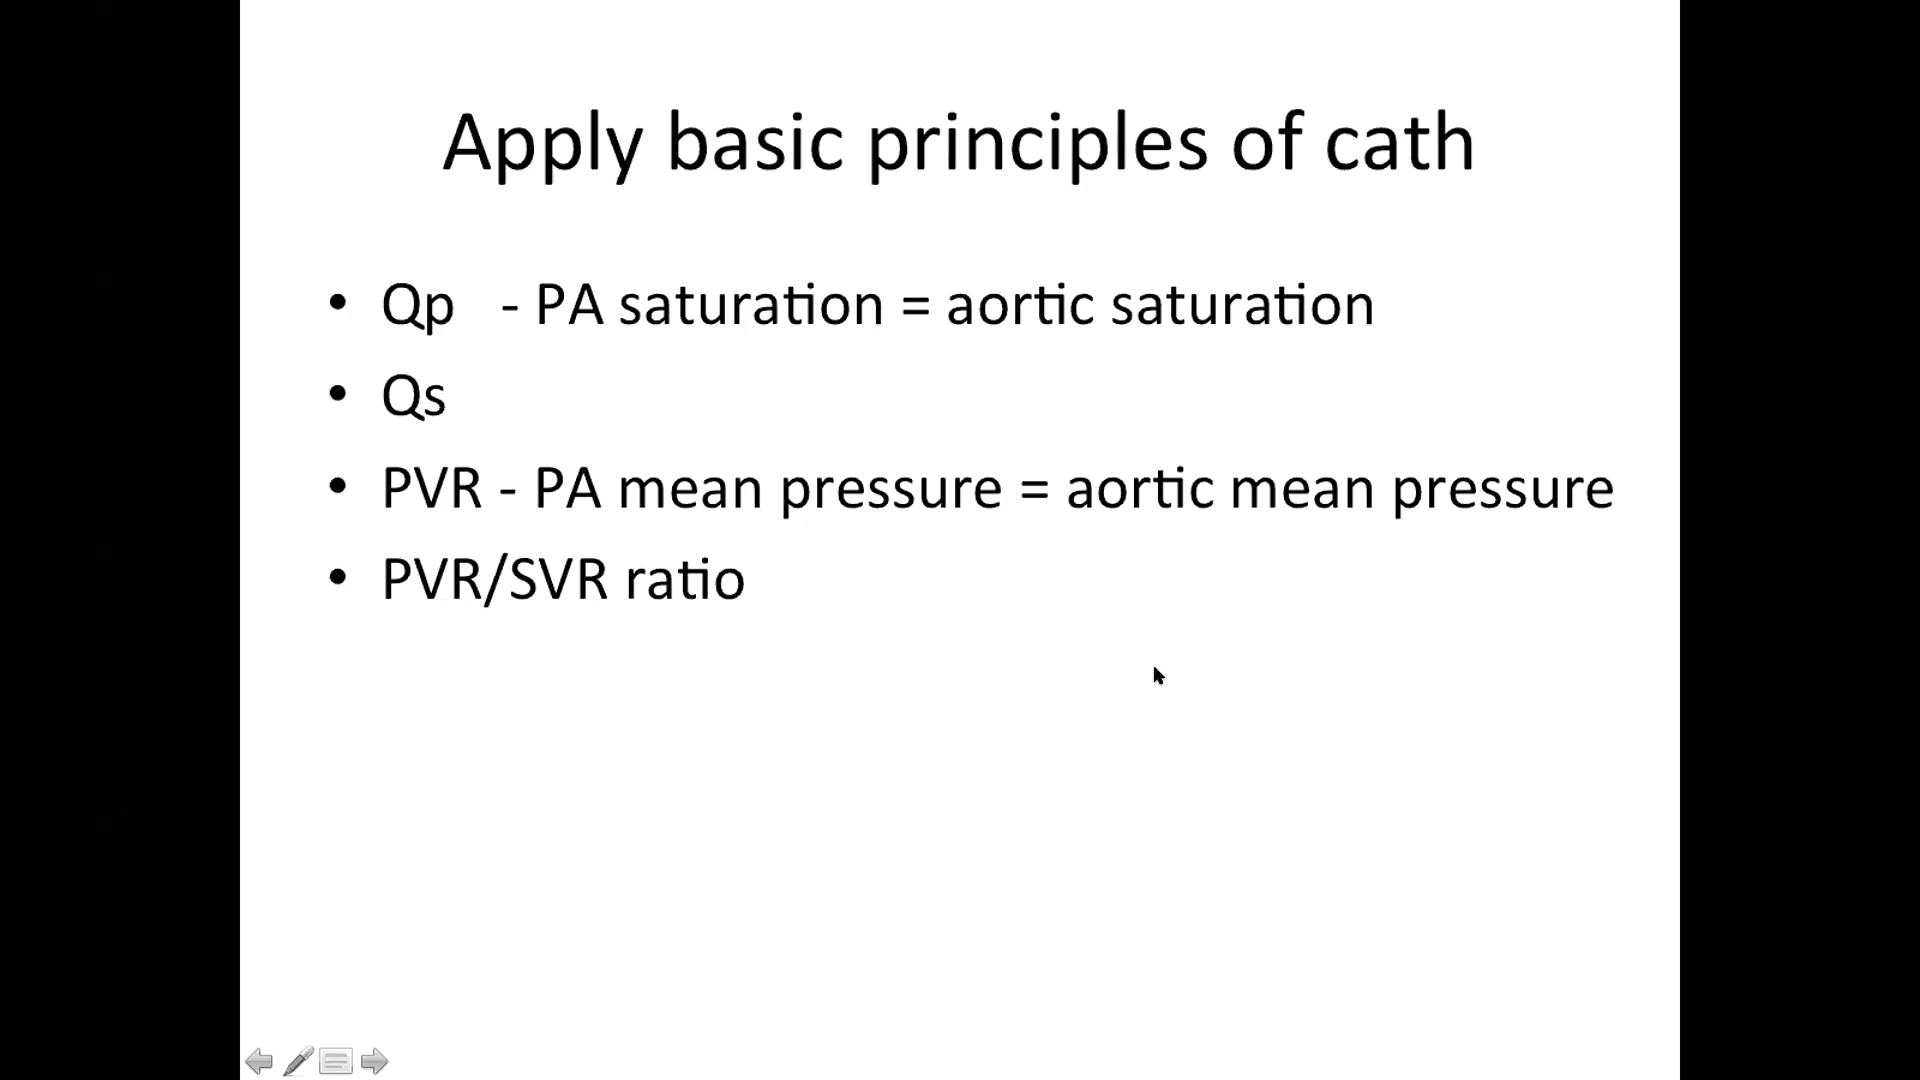 Apply basic principles of cath
• Qp - PA saturation = aortic saturation
• Qs
• PVR - PA mean pressure = aortic mean pressure
• PVR/SVR ratio